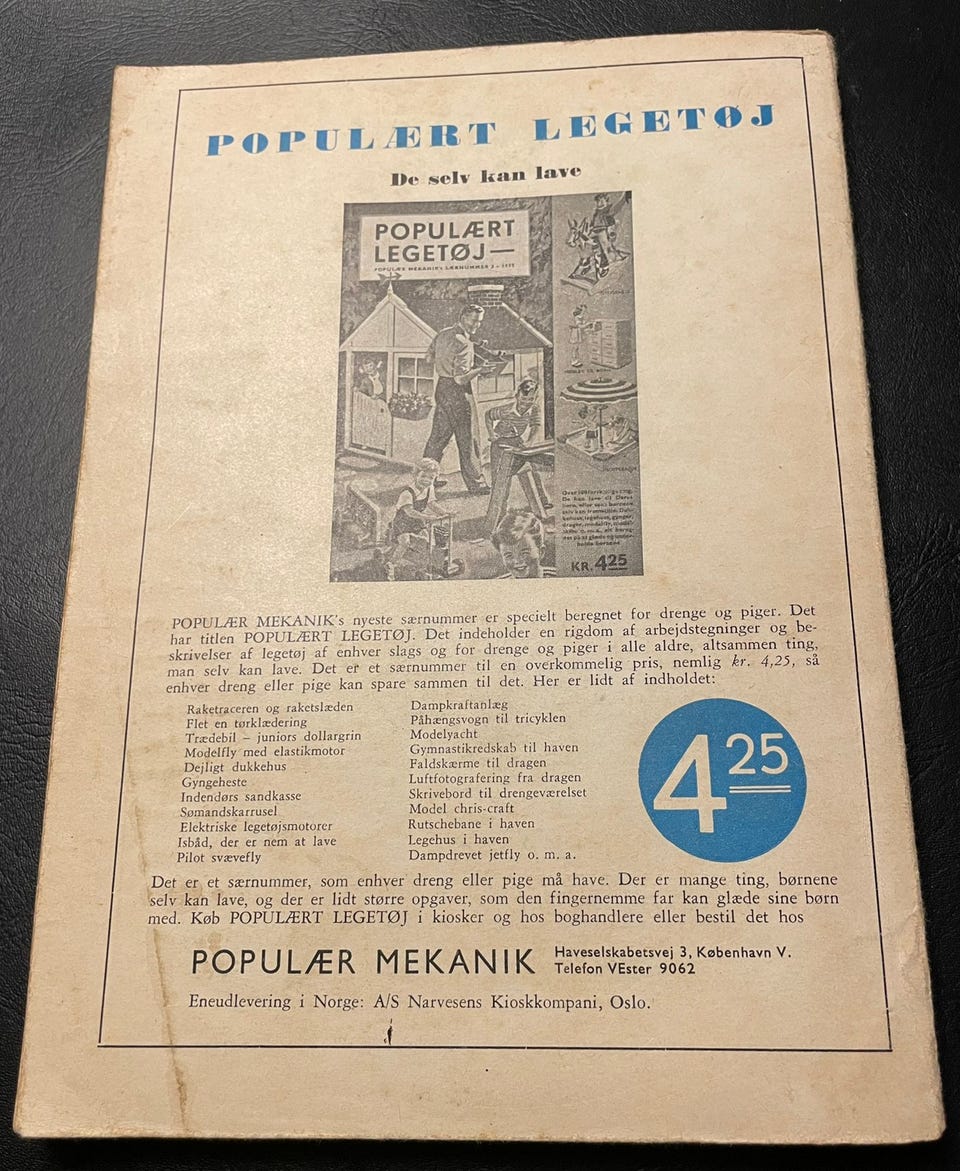 POPULÆRT LEGETØJ
De selv kan lave
POPULÆRT
LEGETØJ—
POPULÆR MEKANIK's SÆRNUMMER
KR. 425
POPULÆR MEKANIK's nyeste særnummer er specielt beregnet for drenge og piger. Det
har titlen POPULÆRT LEGETØJ. Det indeholder en rigdom af arbejdstegninger og be-
skrivelser af legetøj af enhver slags og for drenge og piger i alle aldre, altsammen ting,
man selv kan lave. Det er et særnummer til en overkommelig pris, nemlig kr. 4,25, så
enhver dreng eller pige kan spare sammen til det. Her er lidt af indholdet:
Raketraceren og raketslæden
Flet en tørklædering
Trædebil – juniors dollargrin
Modelfly med elastikmotor
Dejligt dukkehus
Gyngeheste
Indendørs sandkasse
Sømandskarrusel
Elektriske legetøjsmotorer
Isbåd, der er nem at lave
Pilot svævefly
Dampkraftanlæg
Påhængsvogn til tricyklen
Modelyacht
Gymnastikredskab til haven
Faldskærme til dragen
Luftfotografering fra dragen
Skrivebord til drengeværelset
Model chris-craft
Rutschebane i haven
Legehus i haven
Dampdrevet jetfly o. m. a.
425
Det er et særnummer, som enhver dreng eller pige må have. Der er mange ting, børnene
selv kan lave, og der er lidt større opgaver, som den fingernemme far kan glæde sine børn
med. Køb POPULÆRT LEGETØJ i kiosker og hos boghandlere eller bestil det hos
POPULÆR MEKANIK
Haveselskabetsvej 3, København V.
Telefon VEster 9062
Eneudlevering i Norge: A/S Narvesens Kioskkompani, Oslo.